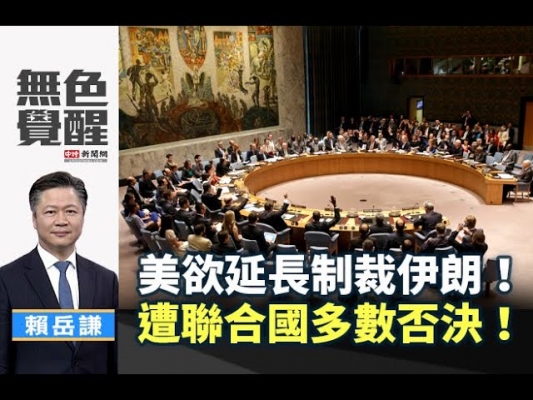 無色
覺醒
中時 新聞網
賴岳謙
美欲延長制裁伊朗！
遭聯合國多數否決！